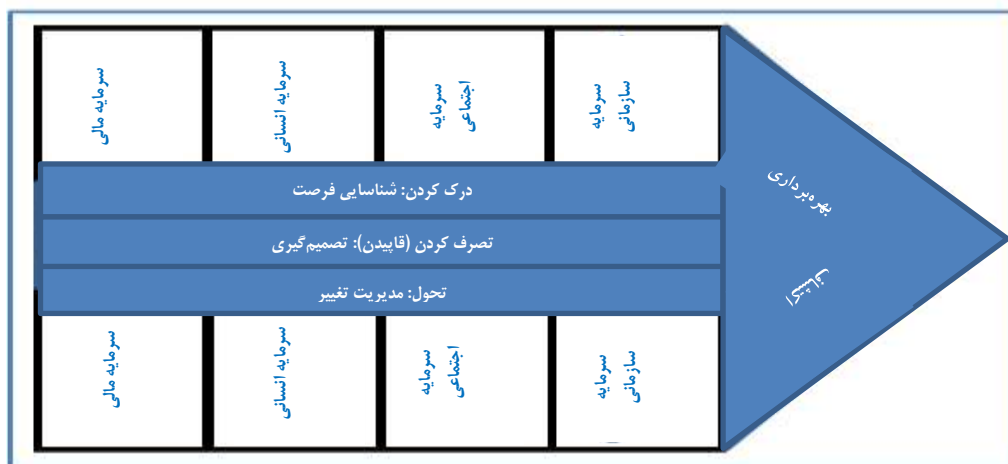 سرمایه مالی
سرمایه انسانی
سرمایه
اجتماعی
سرمایه
سازمانی
درک کردن: شناسایی فرصت
تصرف کردن (قاپیدن): تصمیم‌گیری
تحول: مدیریت تغییر
بهره‌برداری
اکتشاف
سرمایه مالی
سرمایه انسانی
سرمایه
اجتماعی
سرمایه
سازمانی